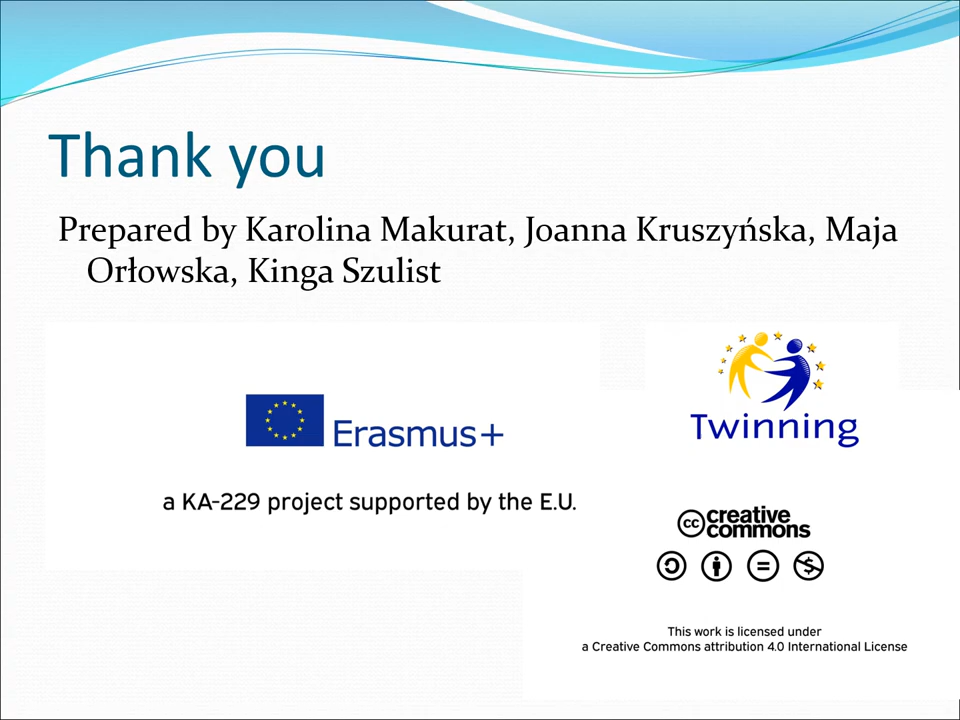 Thank you
Prepared by Karolina Makurat, Joanna Kruszyńska, Maja
Orłowska, Kinga Szulist
Erasmus+
a KA-229 project supported by the E.U.
Twinning
cc creative
commons
This work is licensed under
a Creative Commons attribution 4.0 International License